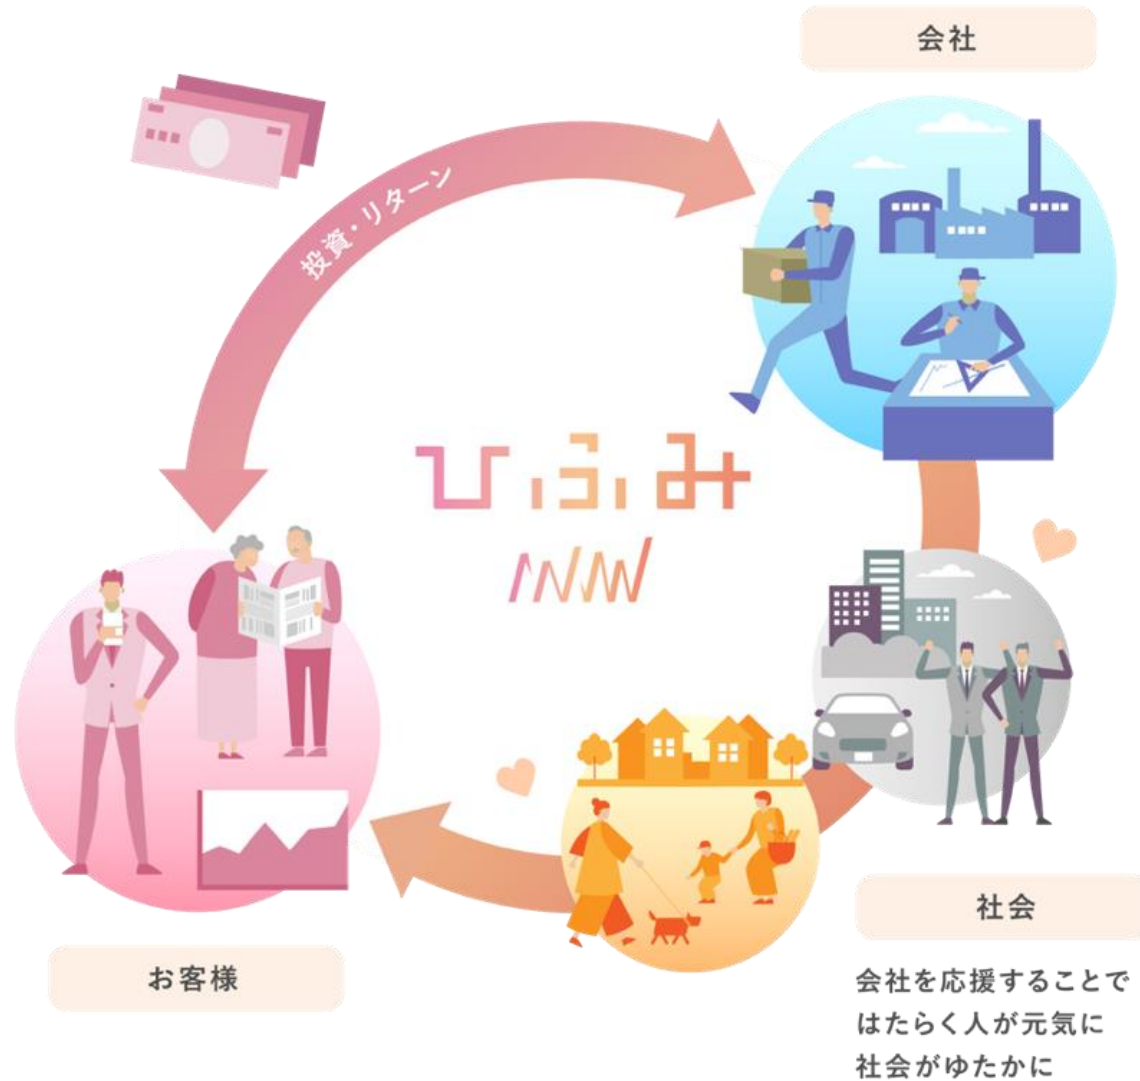 会社
投資・リターン
ひふみ
社会
会社を応援することで
はたらく人が元気に
社会がゆたかに
お客様